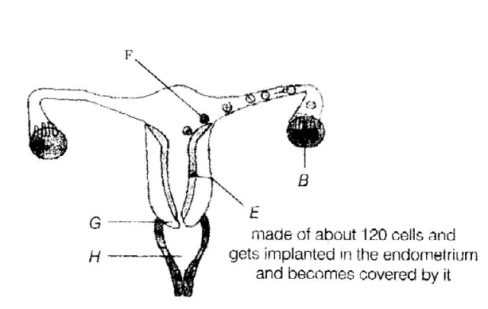 F
B
E
G
H
made of about 120 cells and
gets implanted in the endometrium
and becomes covered by it